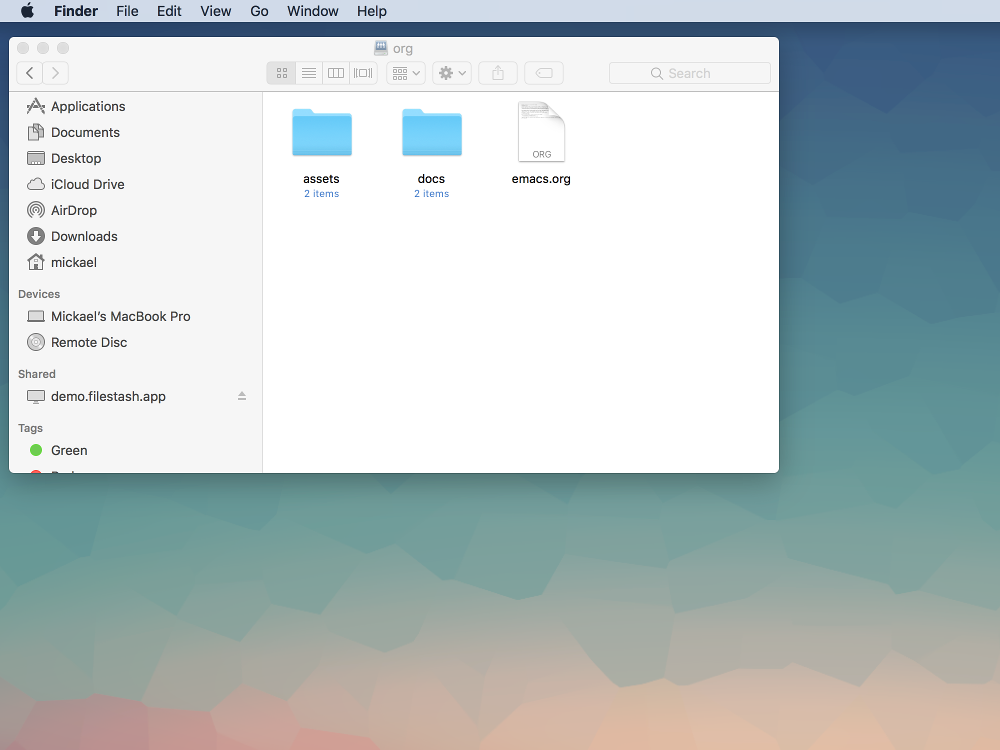 Finder File Edit View Go Window Help
org
Search
Applications
Documents
Desktop
iCloud Drive
AirDrop
Downloads
mickael
Devices
Mickael's MacBook Pro
Remote Disc
Shared
demo.filestash.app
Tags
Green
assets
2 items
docs
2 items
ORG
emacs.org